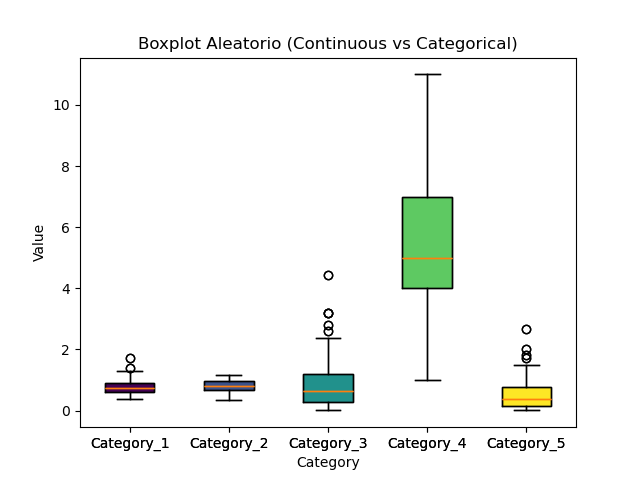 Boxplot Aleatorio (Continuous vs Categorical)
Value
10
8
6
4
2
0
Category_1 Category_2 Category_3 Category_4 Category_5
Category